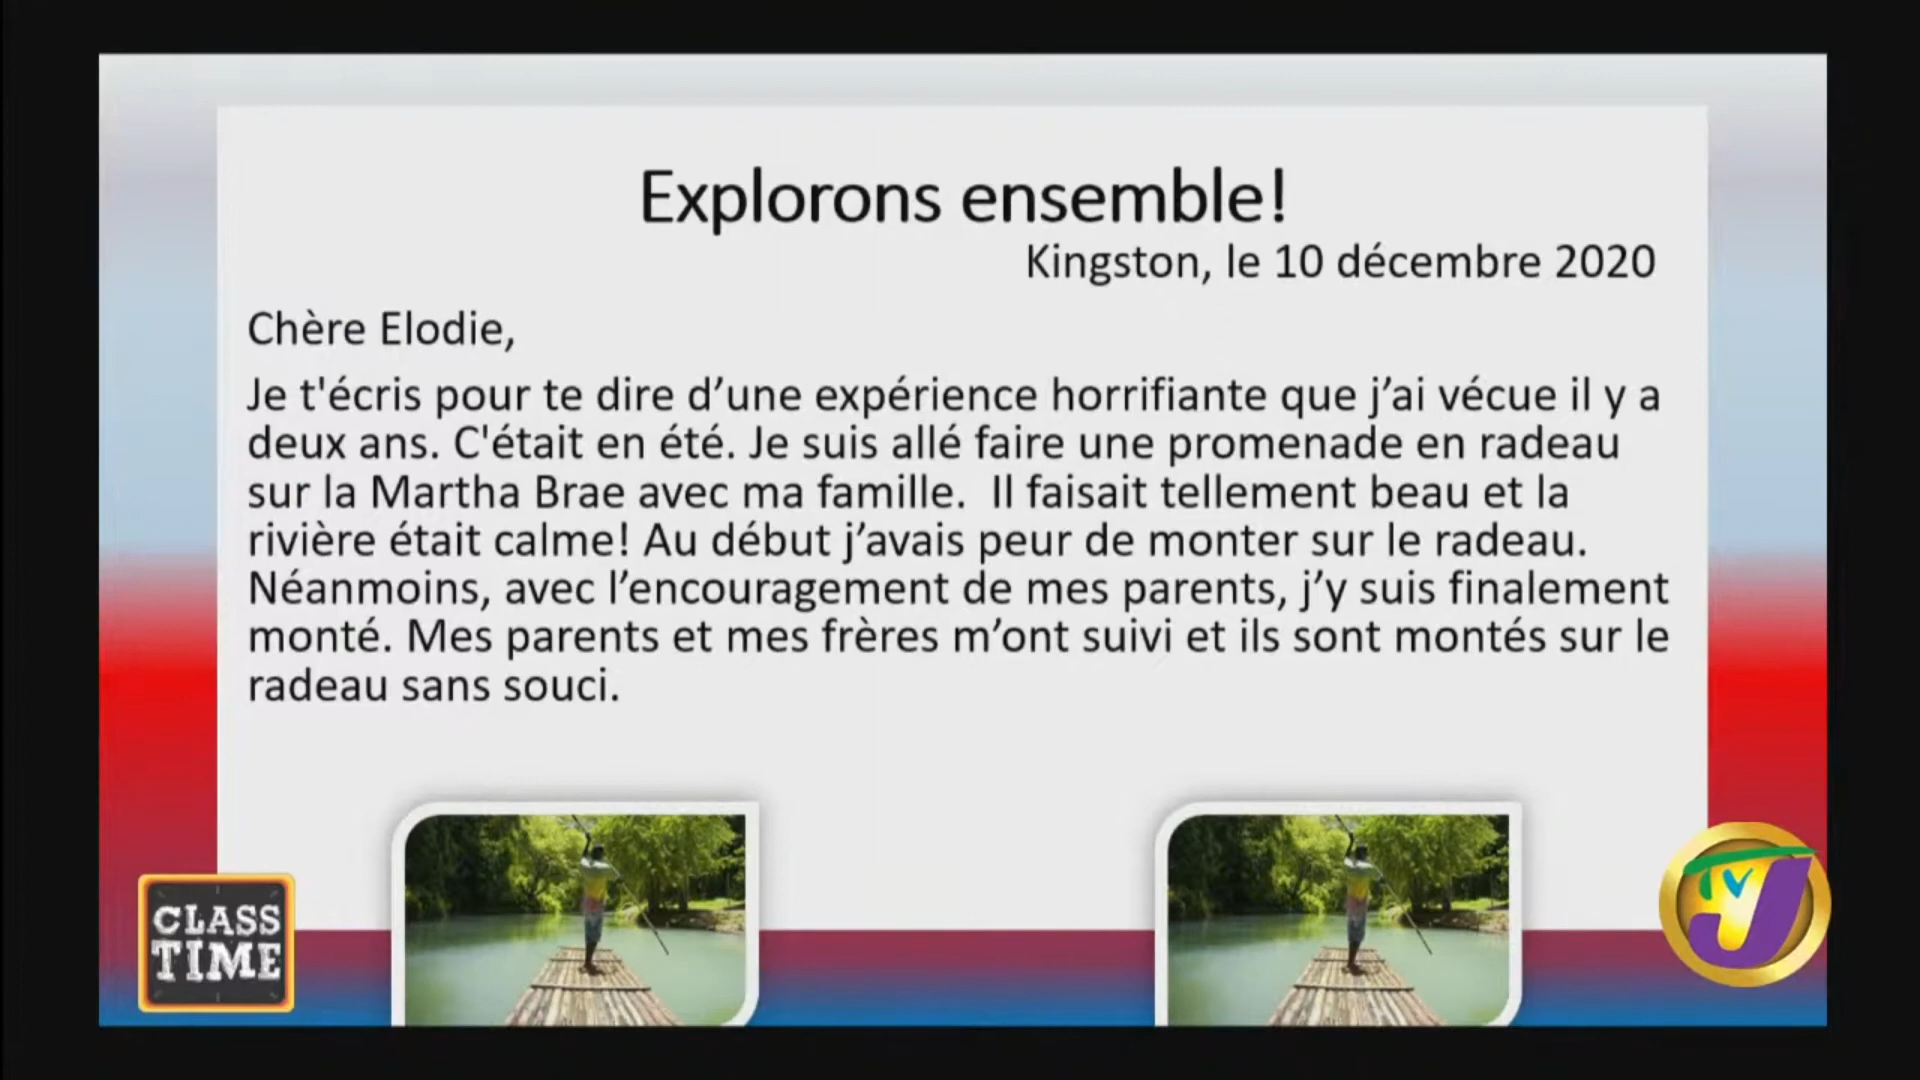 Explorons ensemble!
Kingston, le 10 décembre 2020
Chère Elodie,
Je t'écris pour te dire d’une expérience horrifiante que j’ai vécue il y a
deux ans. C'était en été. Je suis allé faire une promenade en radeau
sur la Martha Brae avec ma famille.  Il faisait tellement beau et la
rivière était calme! Au début j’avais peur de monter sur le radeau.
Néanmoins, avec l’encouragement de mes parents, j’y suis finalement
monté. Mes parents et mes frères m’ont suivi et ils sont montés sur le
radeau sans souci.
CLASS
TIME
TVJ